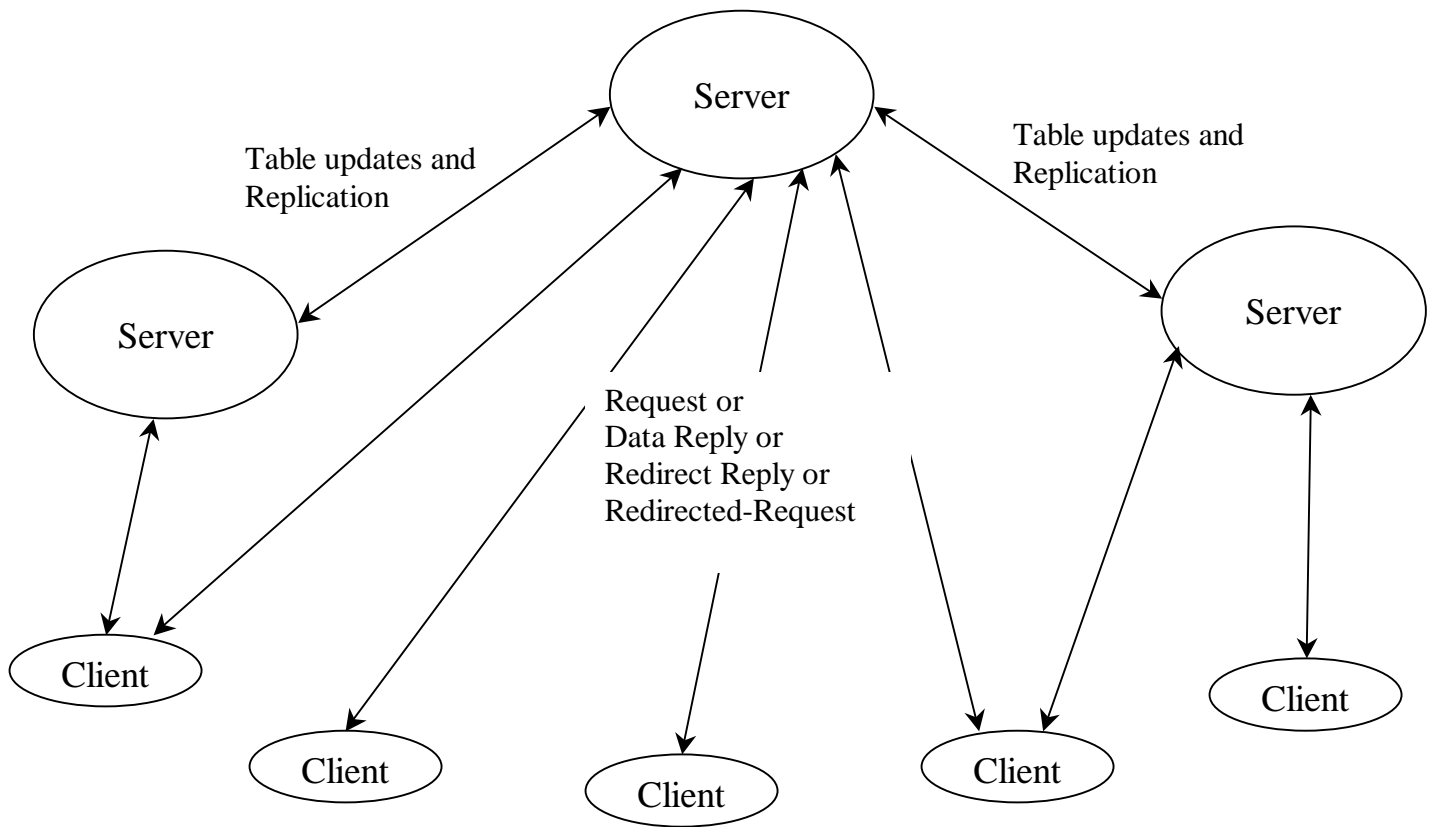 Server
Table updates and
Replication
Table updates and
Replication
Server
Server
Request or
Data Reply or
Redirect Reply or
Redirected-Request
Client
Client
Client
Client
Client